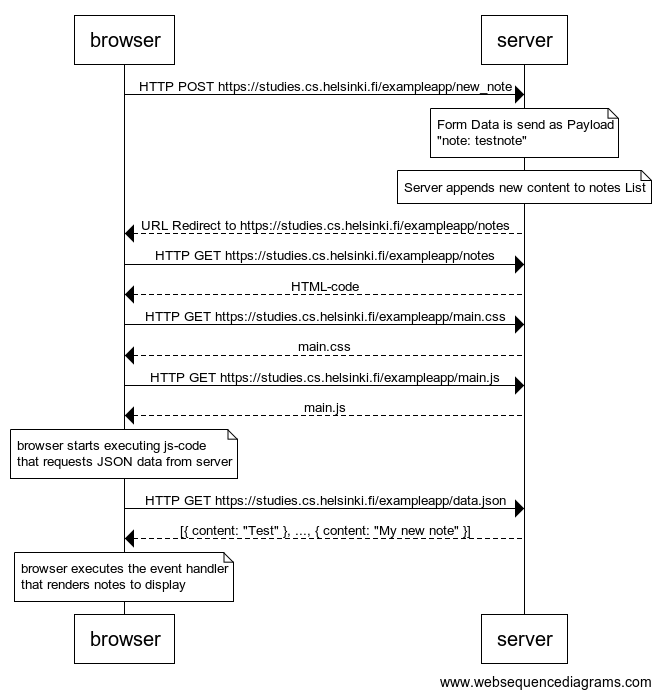 browser
server
HTTP POST https://studies.cs.helsinki.fi/exampleapp/new_note
Form Data is send as Payload
"note: testnote"
Server appends new content to notes List
URL Redirect to https://studies.cs.helsinki.fi/exampleapp/notes
HTTP GET https://studies.cs.helsinki.fi/exampleapp/notes
HTML-code
HTTP GET https://studies.cs.helsinki.fi/exampleapp/main.css
main.css
HTTP GET https://studies.cs.helsinki.fi/exampleapp/main.js
main.js
browser starts executing js-code
that requests JSON data from server
HTTP GET https://studies.cs.helsinki.fi/exampleapp/data.json
[{ content: "Test" }, ..., { content: "My new note" }]
browser executes the event handler
that renders notes to display
browser
server
www.websequencediagrams.com